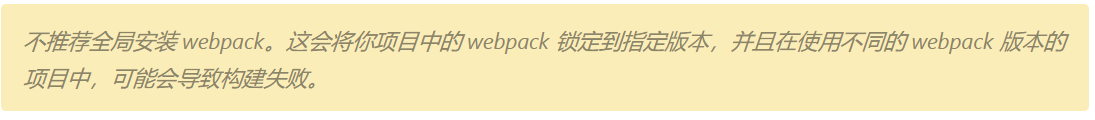 不推荐全局安装 webpack。这会将你项目中的 webpack 锁定到指定版本，并且在使用不同的 webpack 版本的
项目中，可能会导致构建失败。